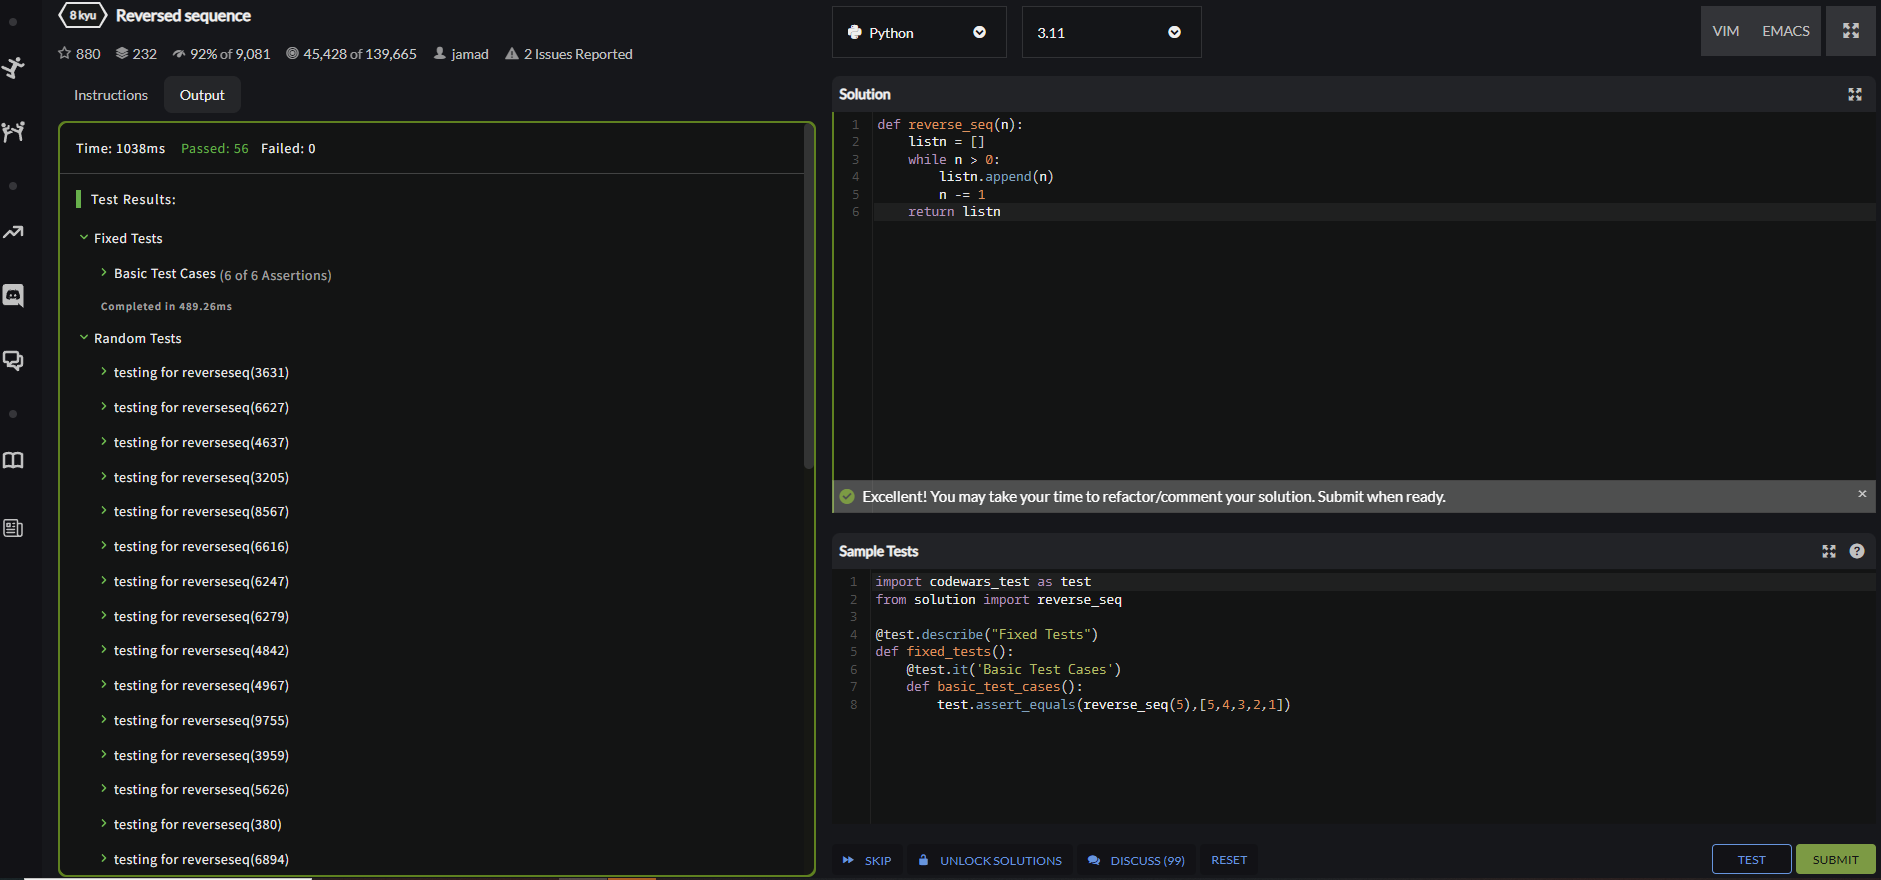 8 kyu Reversed sequence
880 232 92% of 9,081 45,428 of 139,665 jamad 2 Issues Reported
Instructions Output
Time: 1038ms Passed: 56 Failed: 0
Test Results:
Fixed Tests
Basic Test Cases (6 of 6 Assertions)
Completed in 489.26ms
Random Tests
testing for reverseseq(3631)
testing for reverseseq(6627)
testing for reverseseq(4637)
testing for reverseseq(3205)
testing for reverseseq(8567)
testing for reverseseq(6616)
testing for reverseseq(6247)
testing for reverseseq(6279)
testing for reverseseq(4842)
testing for reverseseq(4967)
testing for reverseseq(9755)
testing for reverseseq(3959)
testing for reverseseq(5626)
testing for reverseseq(380)
testing for reverseseq(6894)
Python 3.11 VIM EMACS
Solution
1 def reverse_seq(n):
2 listn = []
3 while n > 0:
4 listn.append(n)
5 n -= 1
6 return listn
Excellent! You may take your time to refactor/comment your solution. Submit when ready. ×
Sample Tests ?
1 import codewars_test as test
2 from solution import reverse_seq
3
4 @test.describe("Fixed Tests")
5 def fixed_tests():
6 @test.it('Basic Test Cases')
7 def basic_test_cases():
8 test.assert_equals(reverse_seq(5),[5,4,3,2,1])
SKIP UNLOCK SOLUTIONS DISCUSS (99) RESET TEST SUBMIT